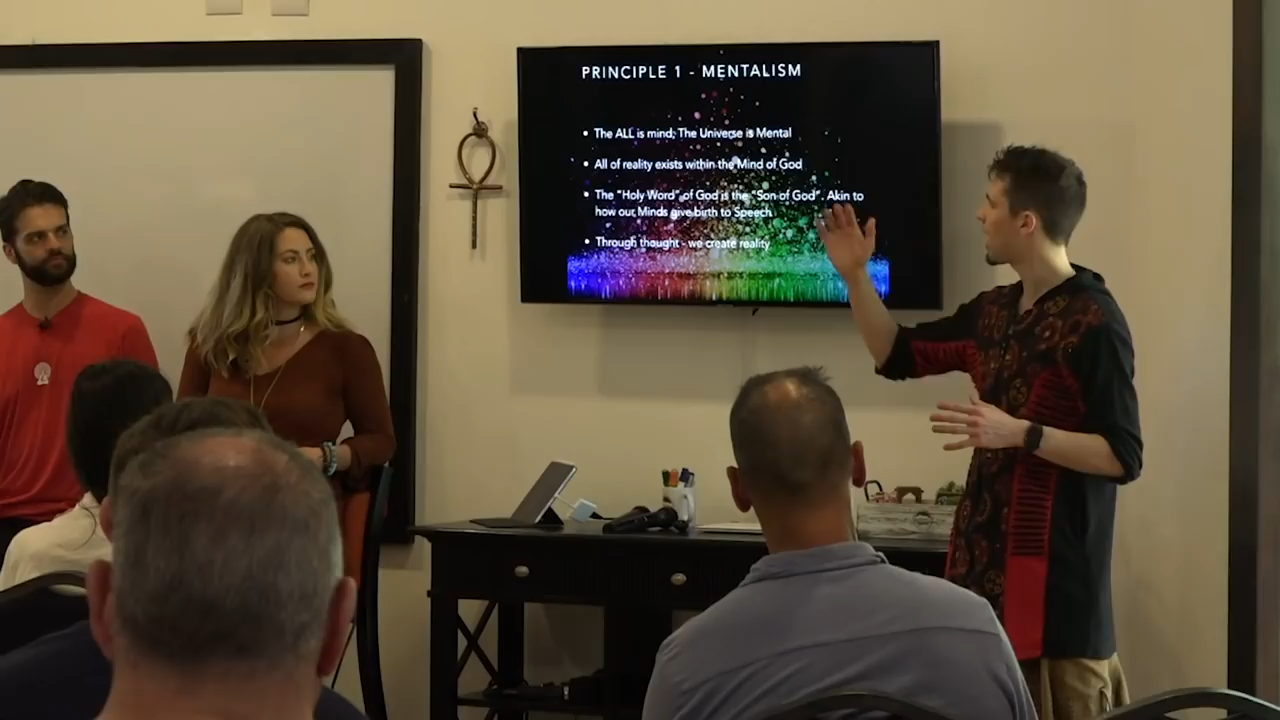 PRINCIPLE 1 - MENTALISM
• The ALL is mind; The Universe is Mental
• All of reality exists within the Mind of God
• The "Holy Word" of God is the "Son of God". Akin to
how our Minds give birth to Speech
• Through thought - we create reality